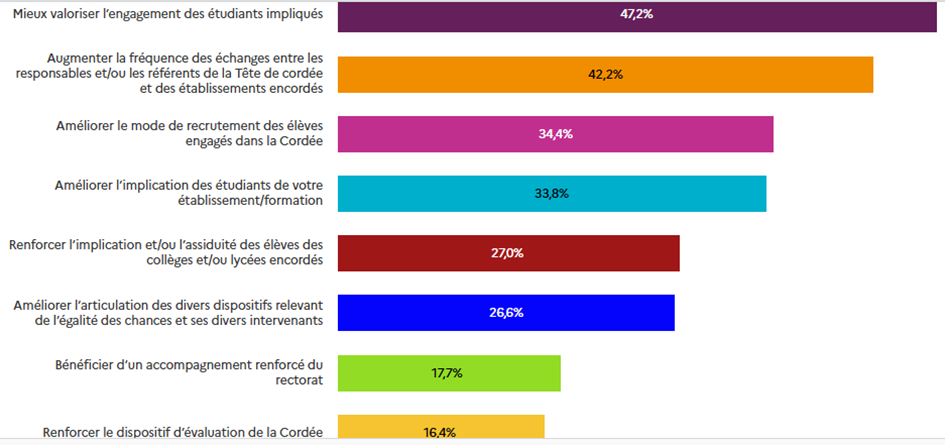 Mieux valoriser l'engagement des étudiants impliqués
47,2%
Augmenter la fréquence des échanges entre les
responsables et/ou les référents de la Tête de cordée
et des établissements encordés
42,2%
Améliorer le mode de recrutement des élèves
engagés dans la Cordée
34,4%
Améliorer l'implication des étudiants de votre
établissement/formation
33,8%
Renforcer l'implication et/ou l'assiduité des élèves des
collèges et/ou lycées encordés
27,0%
Améliorer l'articulation des divers dispositifs relevant
de l'égalité des chances et ses divers intervenants
26,6%
Bénéficier d'un accompagnement renforcé du
rectorat
17,7%
Renforcer le dispositif d'évaluation de la Cordée
16,4%